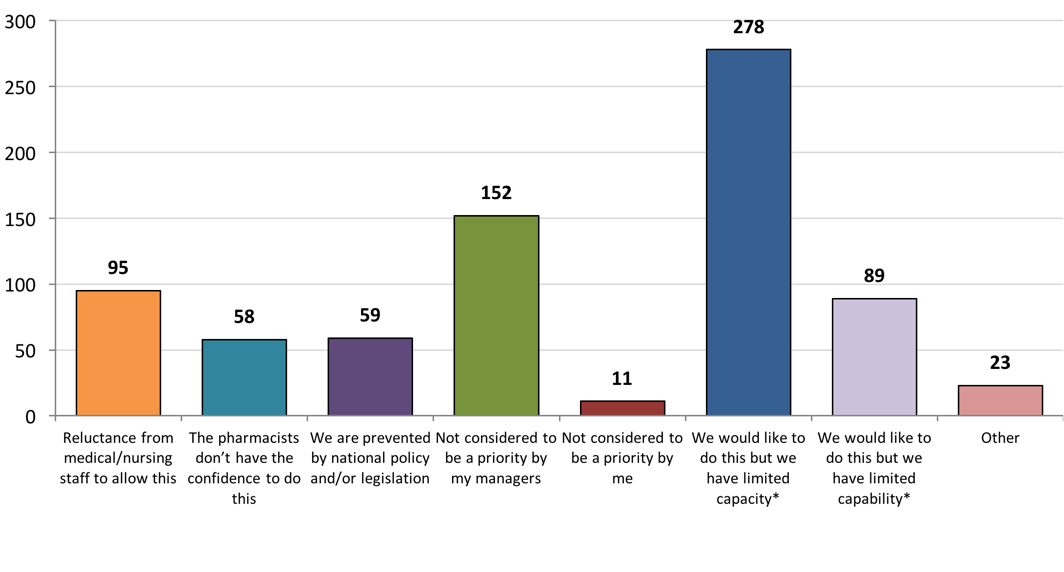 300
278
250
200
152
150
95
100
89
58
59
50
23
11
0
Reluctance from
medical/nursing
staff to allow this
The pharmacists
don’t have the
confidence to do
this
We are prevented
by national policy
and/or legislation
Not considered to
be a priority by
my managers
Not considered to
be a priority by
me
We would like to
do this but we
have limited
capacity*
We would like to
do this but we
have limited
capability*
Other